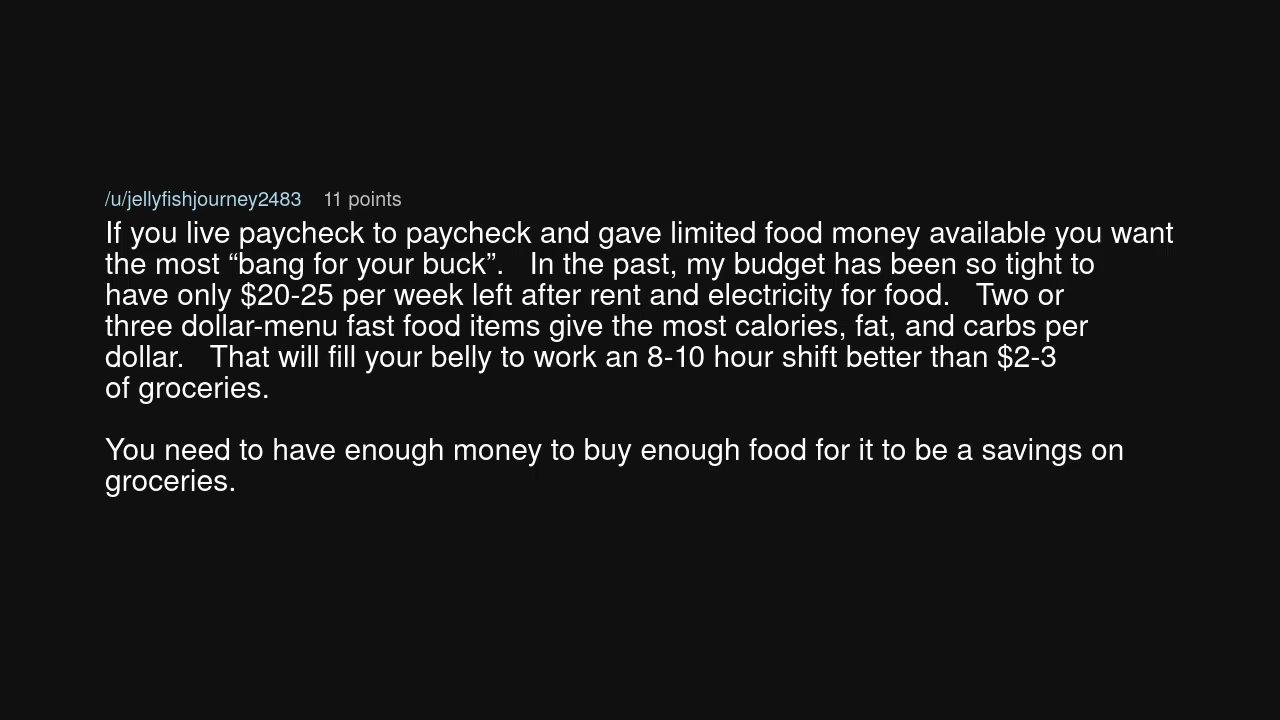 /u/jellyfishjourney2483 11 points
If you live paycheck to paycheck and gave limited food money available you want
the most “bang for your buck”. In the past, my budget has been so tight to
have only $20-25 per week left after rent and electricity for food. Two or
three dollar-menu fast food items give the most calories, fat, and carbs per
dollar. That will fill your belly to work an 8-10 hour shift better than $2-3
of groceries.
You need to have enough money to buy enough food for it to be a savings on
groceries.